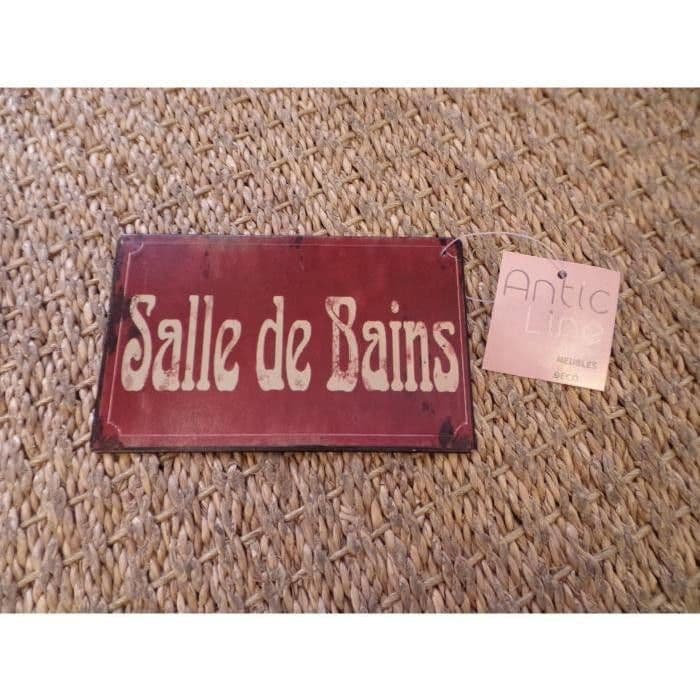 Salle de Bains
Antic
Line
MEUBLES
DECO